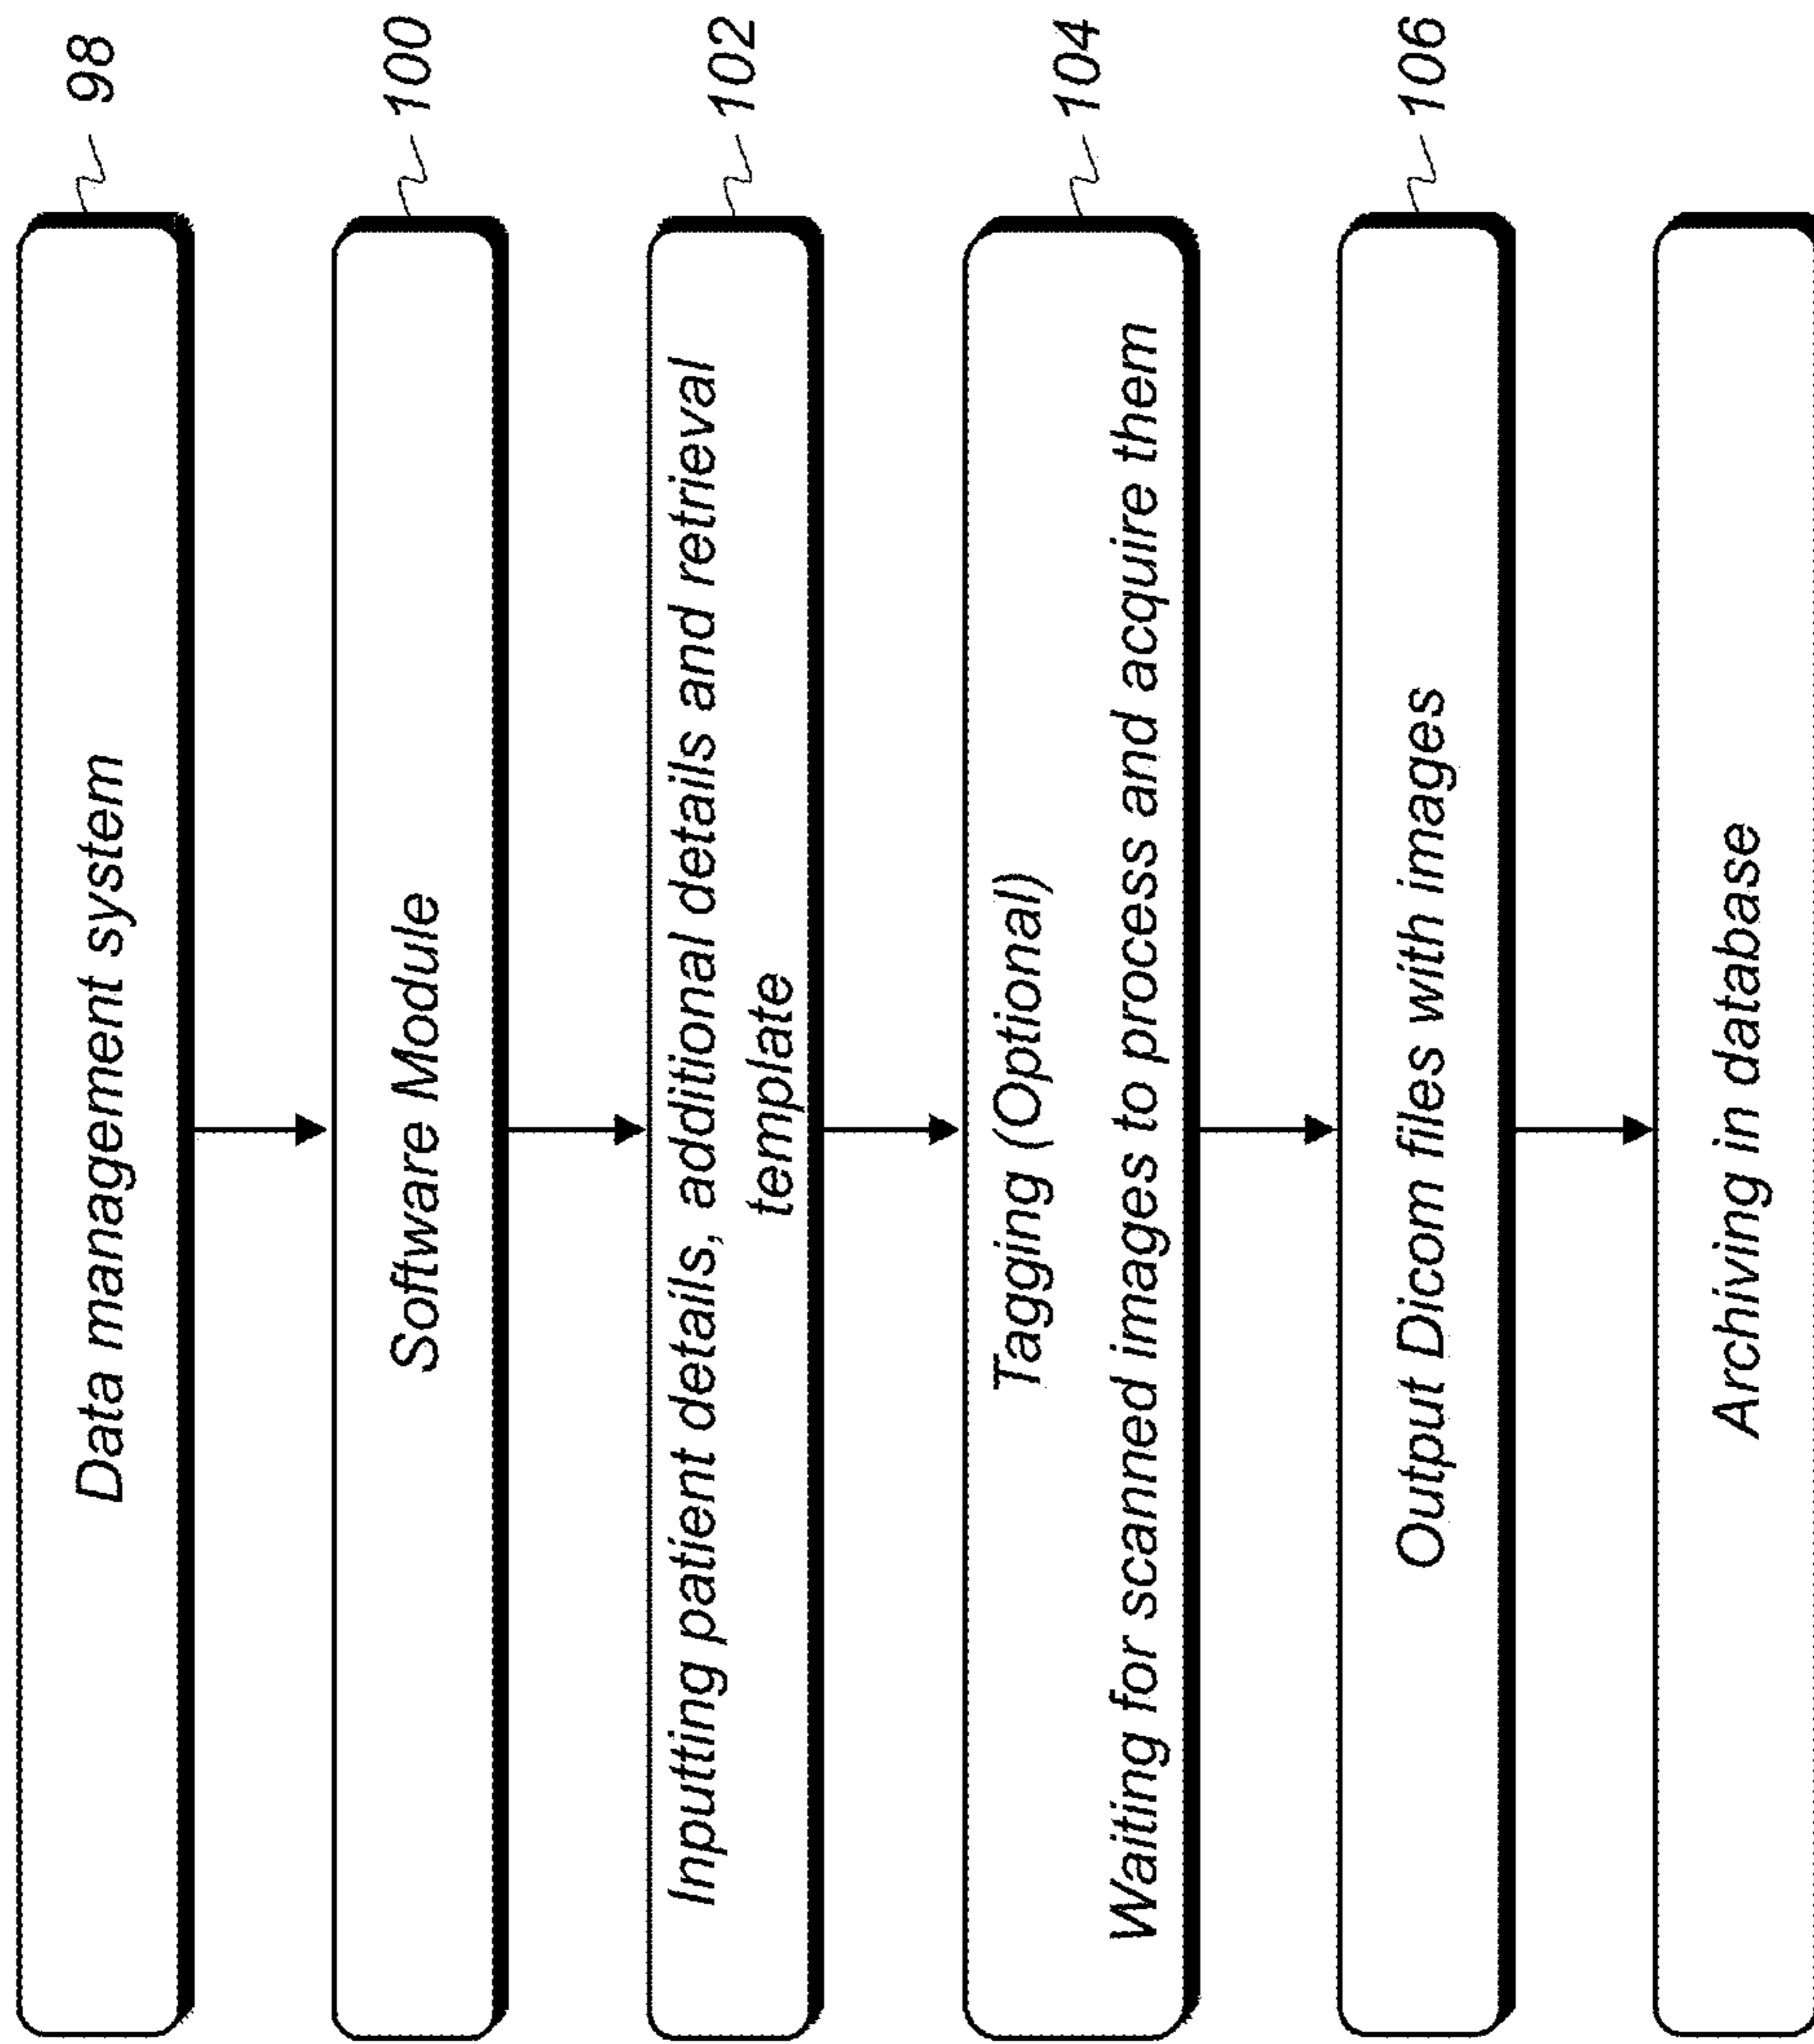 Data management system
98
Software Module
100
Inputting patient details, additional details and retrieval
template
102
Tagging (Optional)
Waiting for scanned images to process and acquire them
104
Output Dicom files with images
106
Archiving in database